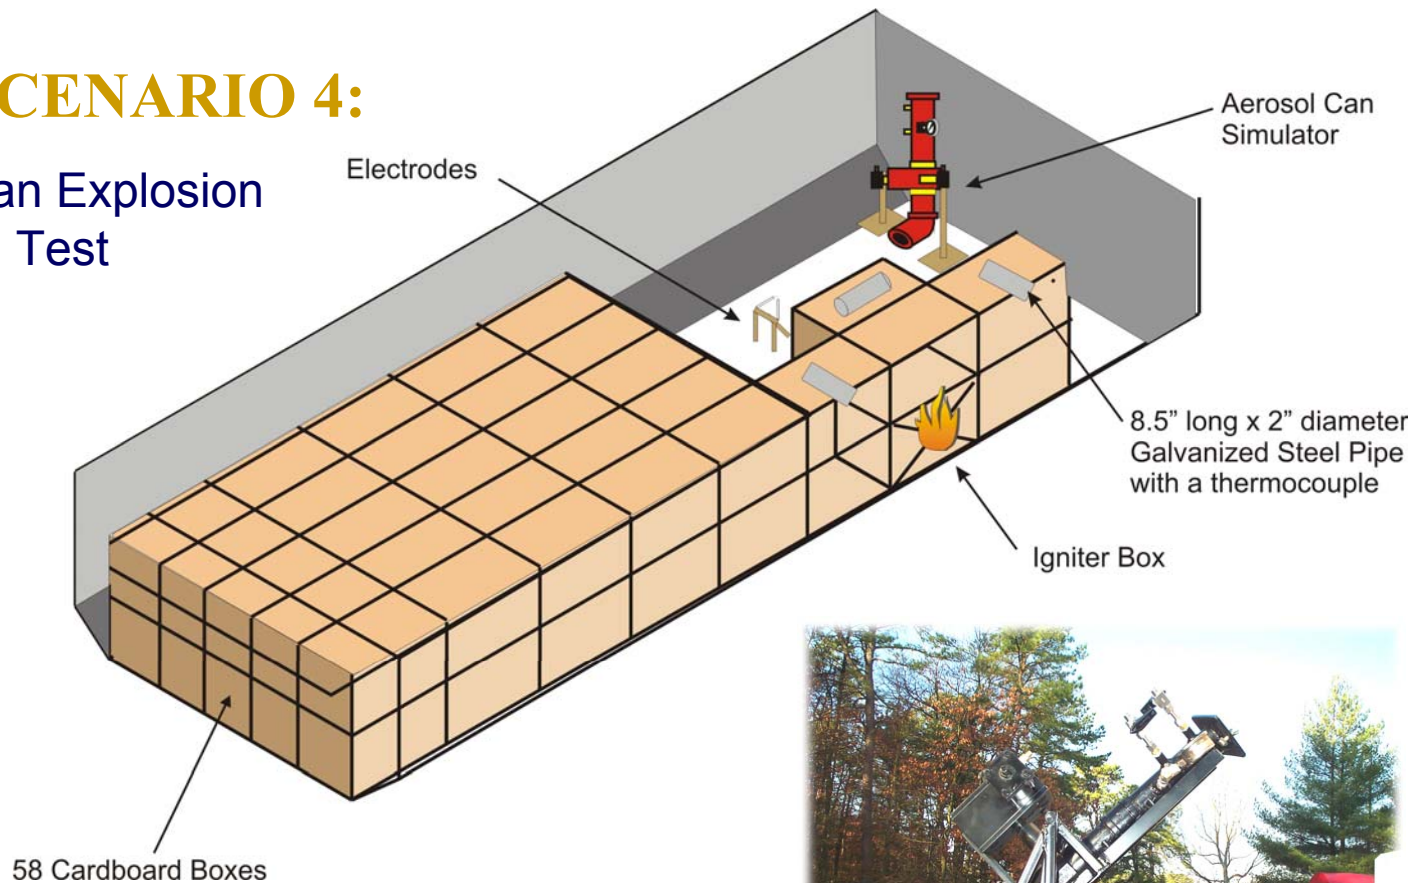 CENARIO 4:
an Explosion
Test
Electrodes
Aerosol Can
Simulator
8.5” long x 2” diameter
Galvanized Steel Pipe
with a thermocouple
Igniter Box
58 Cardboard Boxes